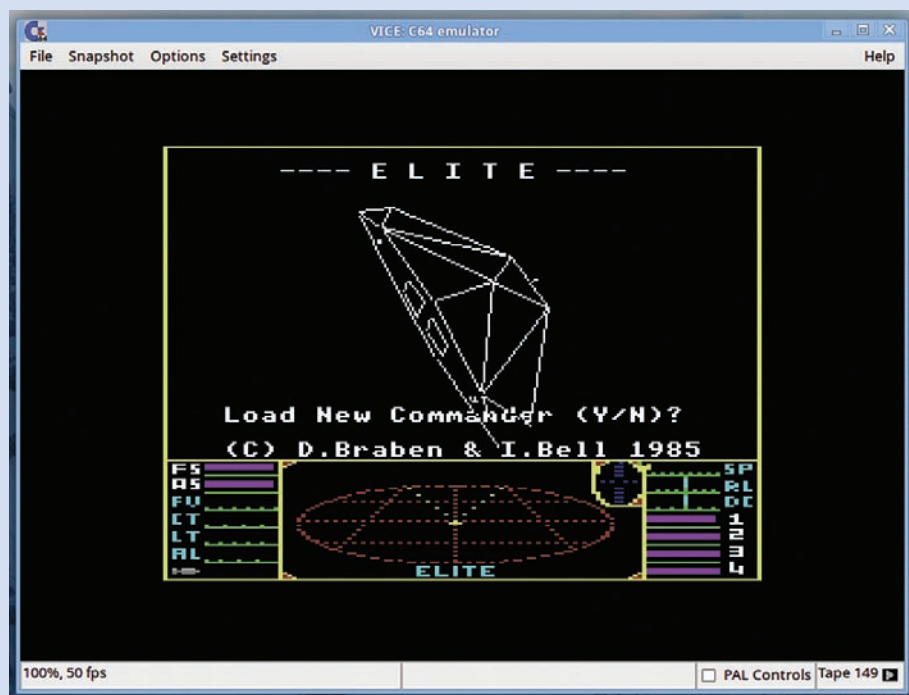 VICE: C64 emulator
File Snapshot Options Settings Help
---- E L I T E ----
Load New Commander (Y/N)?
(C) D.Braben & I.Bell 1985
FS SP
AS RL
FV DC
CT 1
LT 2
AL 3
4
ELITE
100%, 50 fps PAL Controls Tape 149